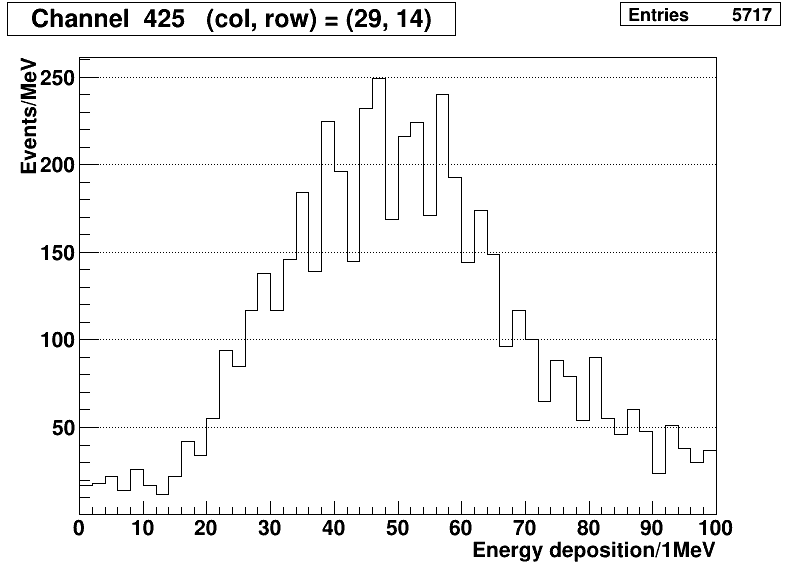 Channel 425 (col, row) = (29, 14)
Entries 5717
Events/MeV
250
200
150
100
50
0 10 20 30 40 50 60 70 80 90 100
Energy deposition/1MeV